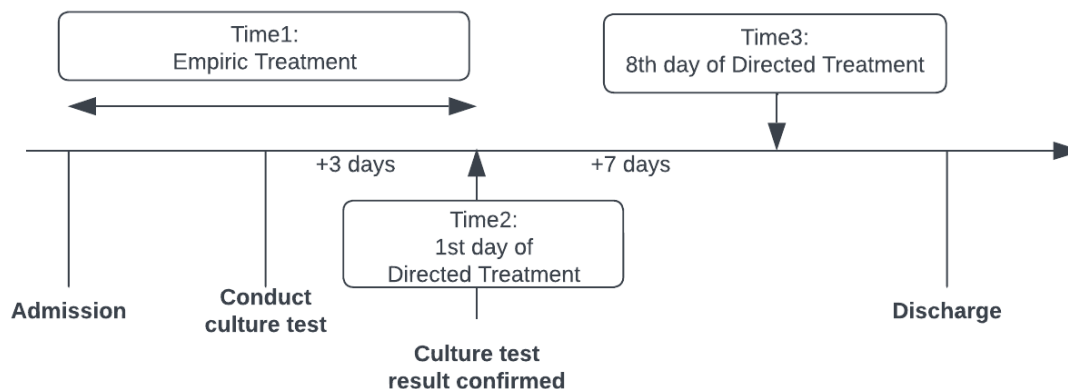 Time1:
Empiric Treatment
Time3:
8th day of Directed Treatment
+3 days
+7 days
Time2:
1st day of
Directed Treatment
Admission
Conduct
culture test
Discharge
Culture test
result confirmed